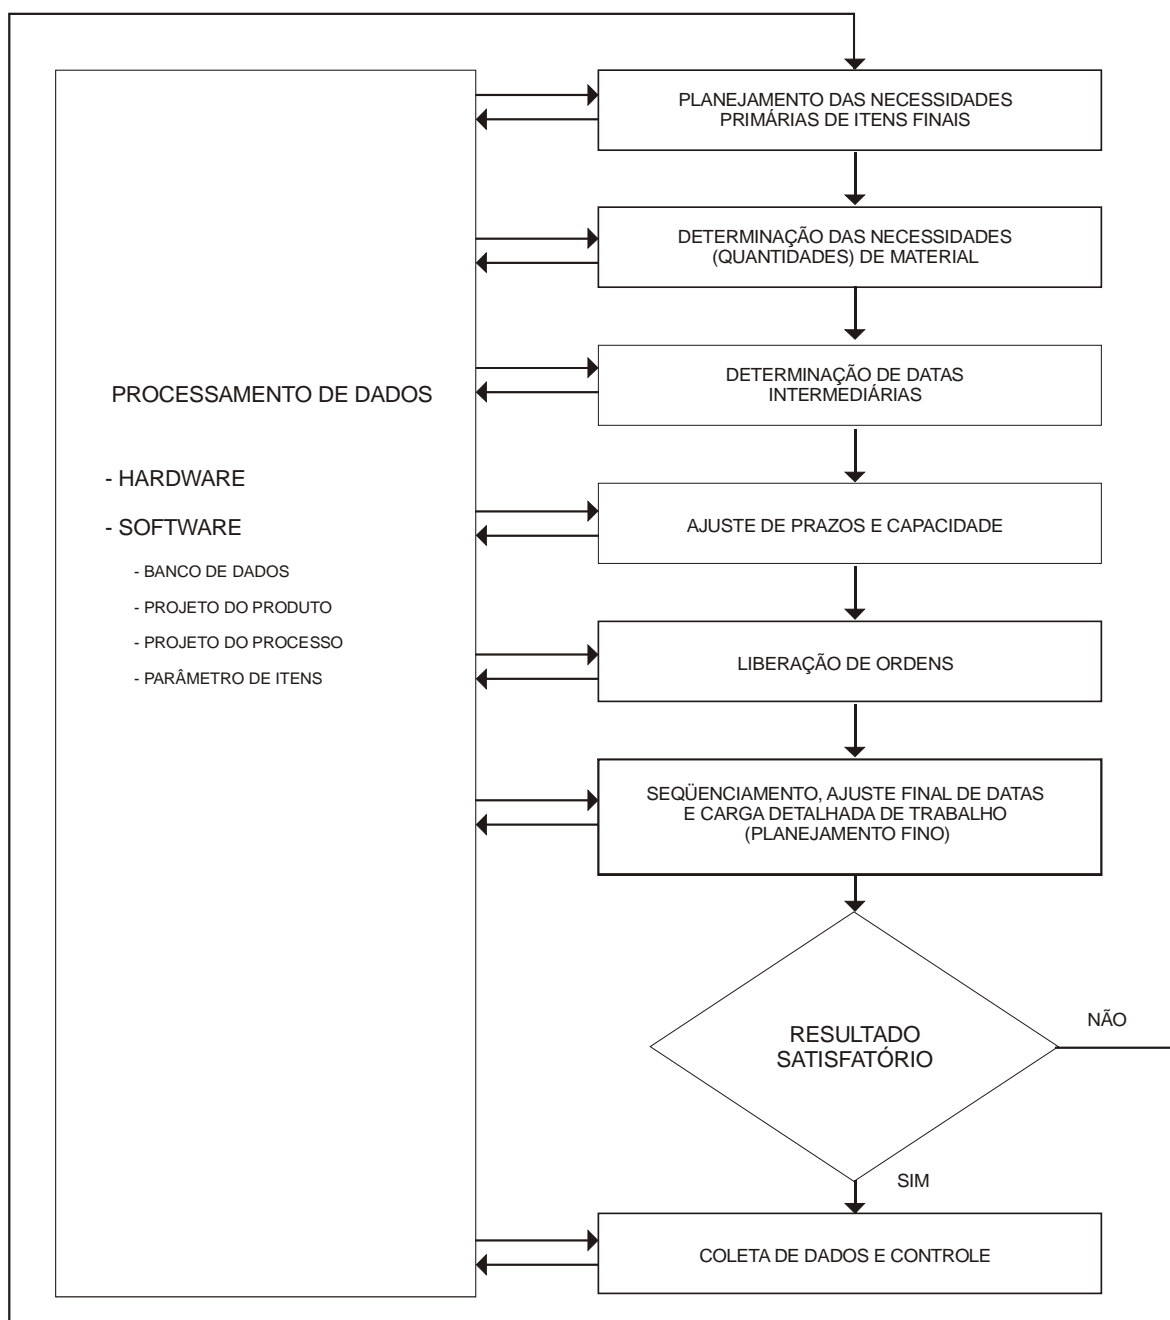 PROCESSAMENTO DE DADOS
- HARDWARE
- SOFTWARE
- BANCO DE DADOS
- PROJETO DO PRODUTO
- PROJETO DO PROCESSO
- PARÂMETRO DE ITENS
PLANEJAMENTO DAS NECESSIDADES
PRIMÁRIAS DE ITENS FINAIS
DETERMINAÇÃO DAS NECESSIDADES
(QUANTIDADES) DE MATERIAL
DETERMINAÇÃO DE DATAS
INTERMEDIÁRIAS
AJUSTE DE PRAZOS E CAPACIDADE
LIBERAÇÃO DE ORDENS
SEQÜENCIAMENTO, AJUSTE FINAL DE DATAS
E CARGA DETALHADA DE TRABALHO
(PLANEJAMENTO FINO)
RESULTADO
SATISFATÓRIO
NÃO
SIM
COLETA DE DADOS E CONTROLE